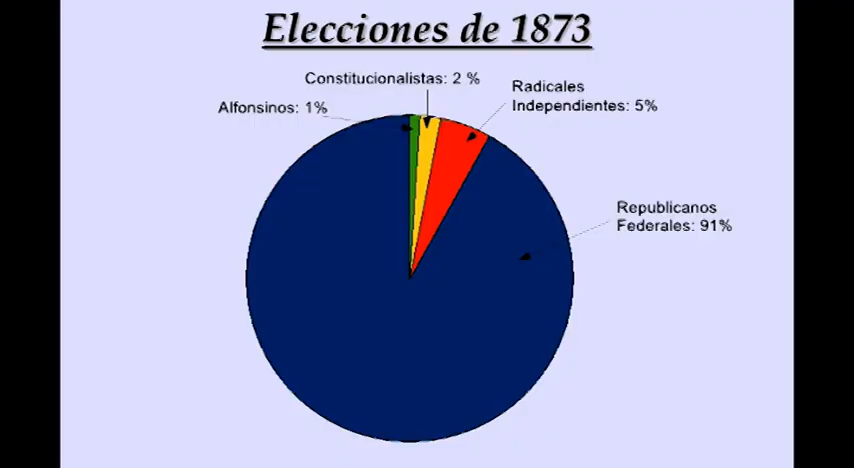 Elecciones de 1873
Constitucionalistas: 2 %
Alfonsinos: 1%
Radicales
Independientes: 5%
Republicanos
Federales: 91%